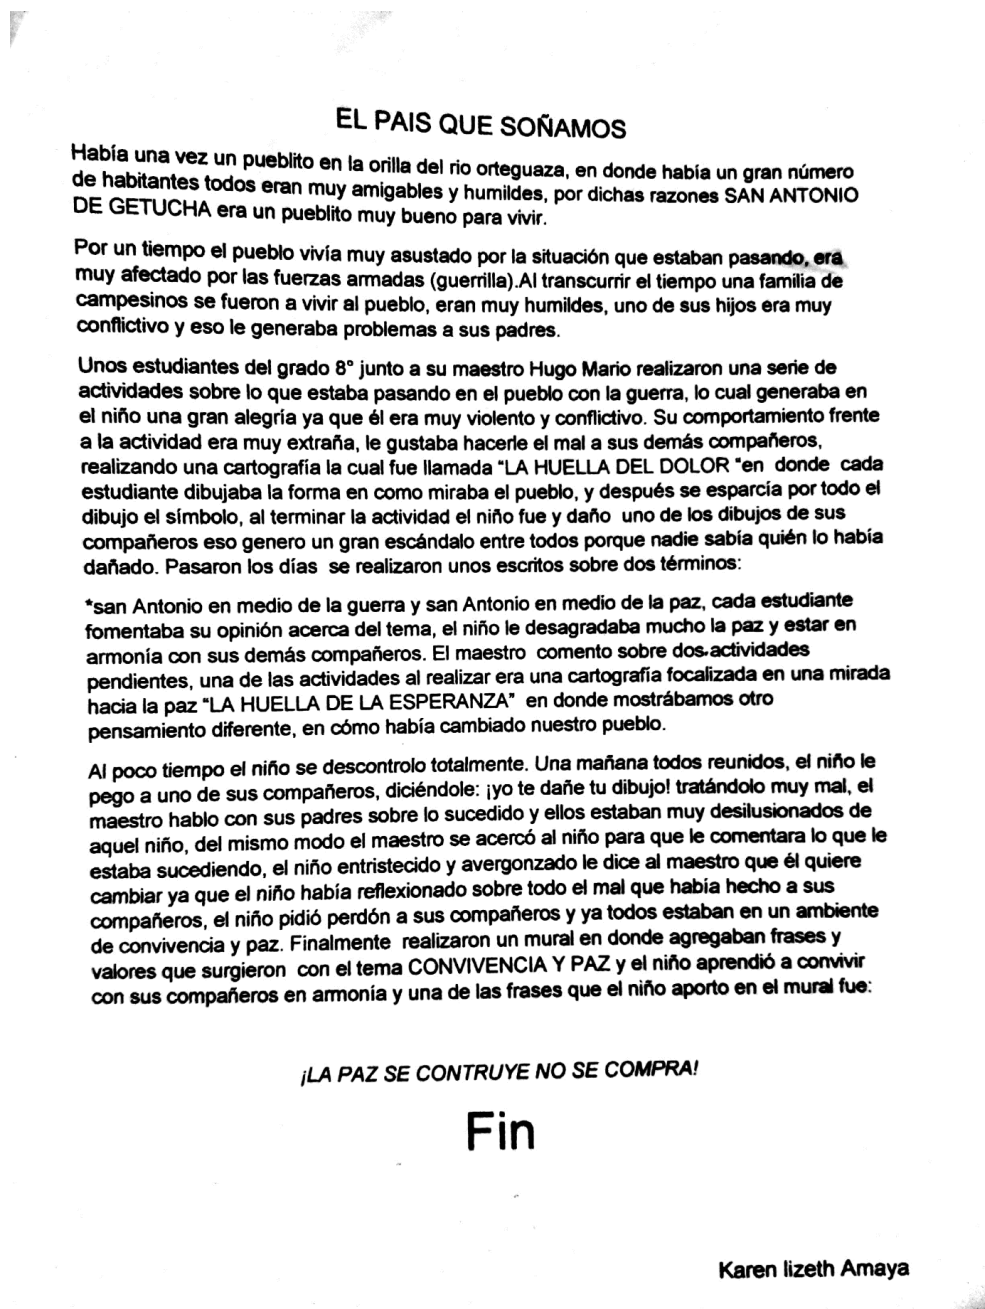 EL PAIS QUE SOÑAMOS
Había una vez un pueblito en la orilla del rio orteguaza, en donde había un gran número
de habitantes todos eran muy amigables y humildes, por dichas razones SAN ANTONIO
DE GETUCHA era un pueblito muy bueno para vivir.
Por un tiempo el pueblo vivía muy asustado por la situación que estaban pasando, era
muy afectado por las fuerzas armadas (guerrilla).Al transcurrir el tiempo una familia de
campesinos se fueron a vivir al pueblo, eran muy humildes, uno de sus hijos era muy
conflictivo y eso le generaba problemas a sus padres.
Unos estudiantes del grado 8° junto a su maestro Hugo Mario realizaron una serie de
actividades sobre lo que estaba pasando en el pueblo con la guerra, lo cual generaba en
el niño una gran alegría ya que él era muy violento y conflictivo. Su comportamiento frente
a la actividad era muy extraña, le gustaba hacerle el mal a sus demás compañeros,
realizando una cartografía la cual fue llamada "LA HUELLA DEL DOLOR "en donde cada
estudiante dibujaba la forma en como miraba el pueblo, y después se esparcía por todo el
dibujo el símbolo, al terminar la actividad el niño fue y daño uno de los dibujos de sus
compañeros eso genero un gran escándalo entre todos porque nadie sabía quién lo había
dañado. Pasaron los días se realizaron unos escritos sobre dos términos:
*san Antonio en medio de la guerra y san Antonio en medio de la paz, cada estudiante
fomentaba su opinión acerca del tema, el niño le desagradaba mucho la paz y estar en
armonía con sus demás compañeros. El maestro comento sobre dos actividades
pendientes, una de las actividades al realizar era una cartografía focalizada en una mirada
hacia la paz "LA HUELLA DE LA ESPERANZA" en donde mostrábamos otro
pensamiento diferente, en cómo había cambiado nuestro pueblo.
Al poco tiempo el niño se descontrolo totalmente. Una mañana todos reunidos, el niño le
pego a uno de sus compañeros, diciéndole: ¡yo te dañe tu dibujo! tratándolo muy mal, el
maestro hablo con sus padres sobre lo sucedido y ellos estaban muy desilusionados de
aquel niño, del mismo modo el maestro se acercó al niño para que le comentara lo que le
estaba sucediendo, el niño entristecido y avergonzado le dice al maestro que él quiere
cambiar ya que el niño había reflexionado sobre todo el mal que había hecho a sus
compañeros, el niño pidió perdón a sus compañeros y ya todos estaban en un ambiente
de convivencia y paz. Finalmente realizaron un mural en donde agregaban frases y
valores que surgieron con el tema CONVIVENCIA Y PAZ y el niño aprendió a convivir
con sus compañeros en armonía y una de las frases que el niño aporto en el mural fue:
¡LA PAZ SE CONTRUYE NO SE COMPRA!
Fin
Karen lizeth Amaya